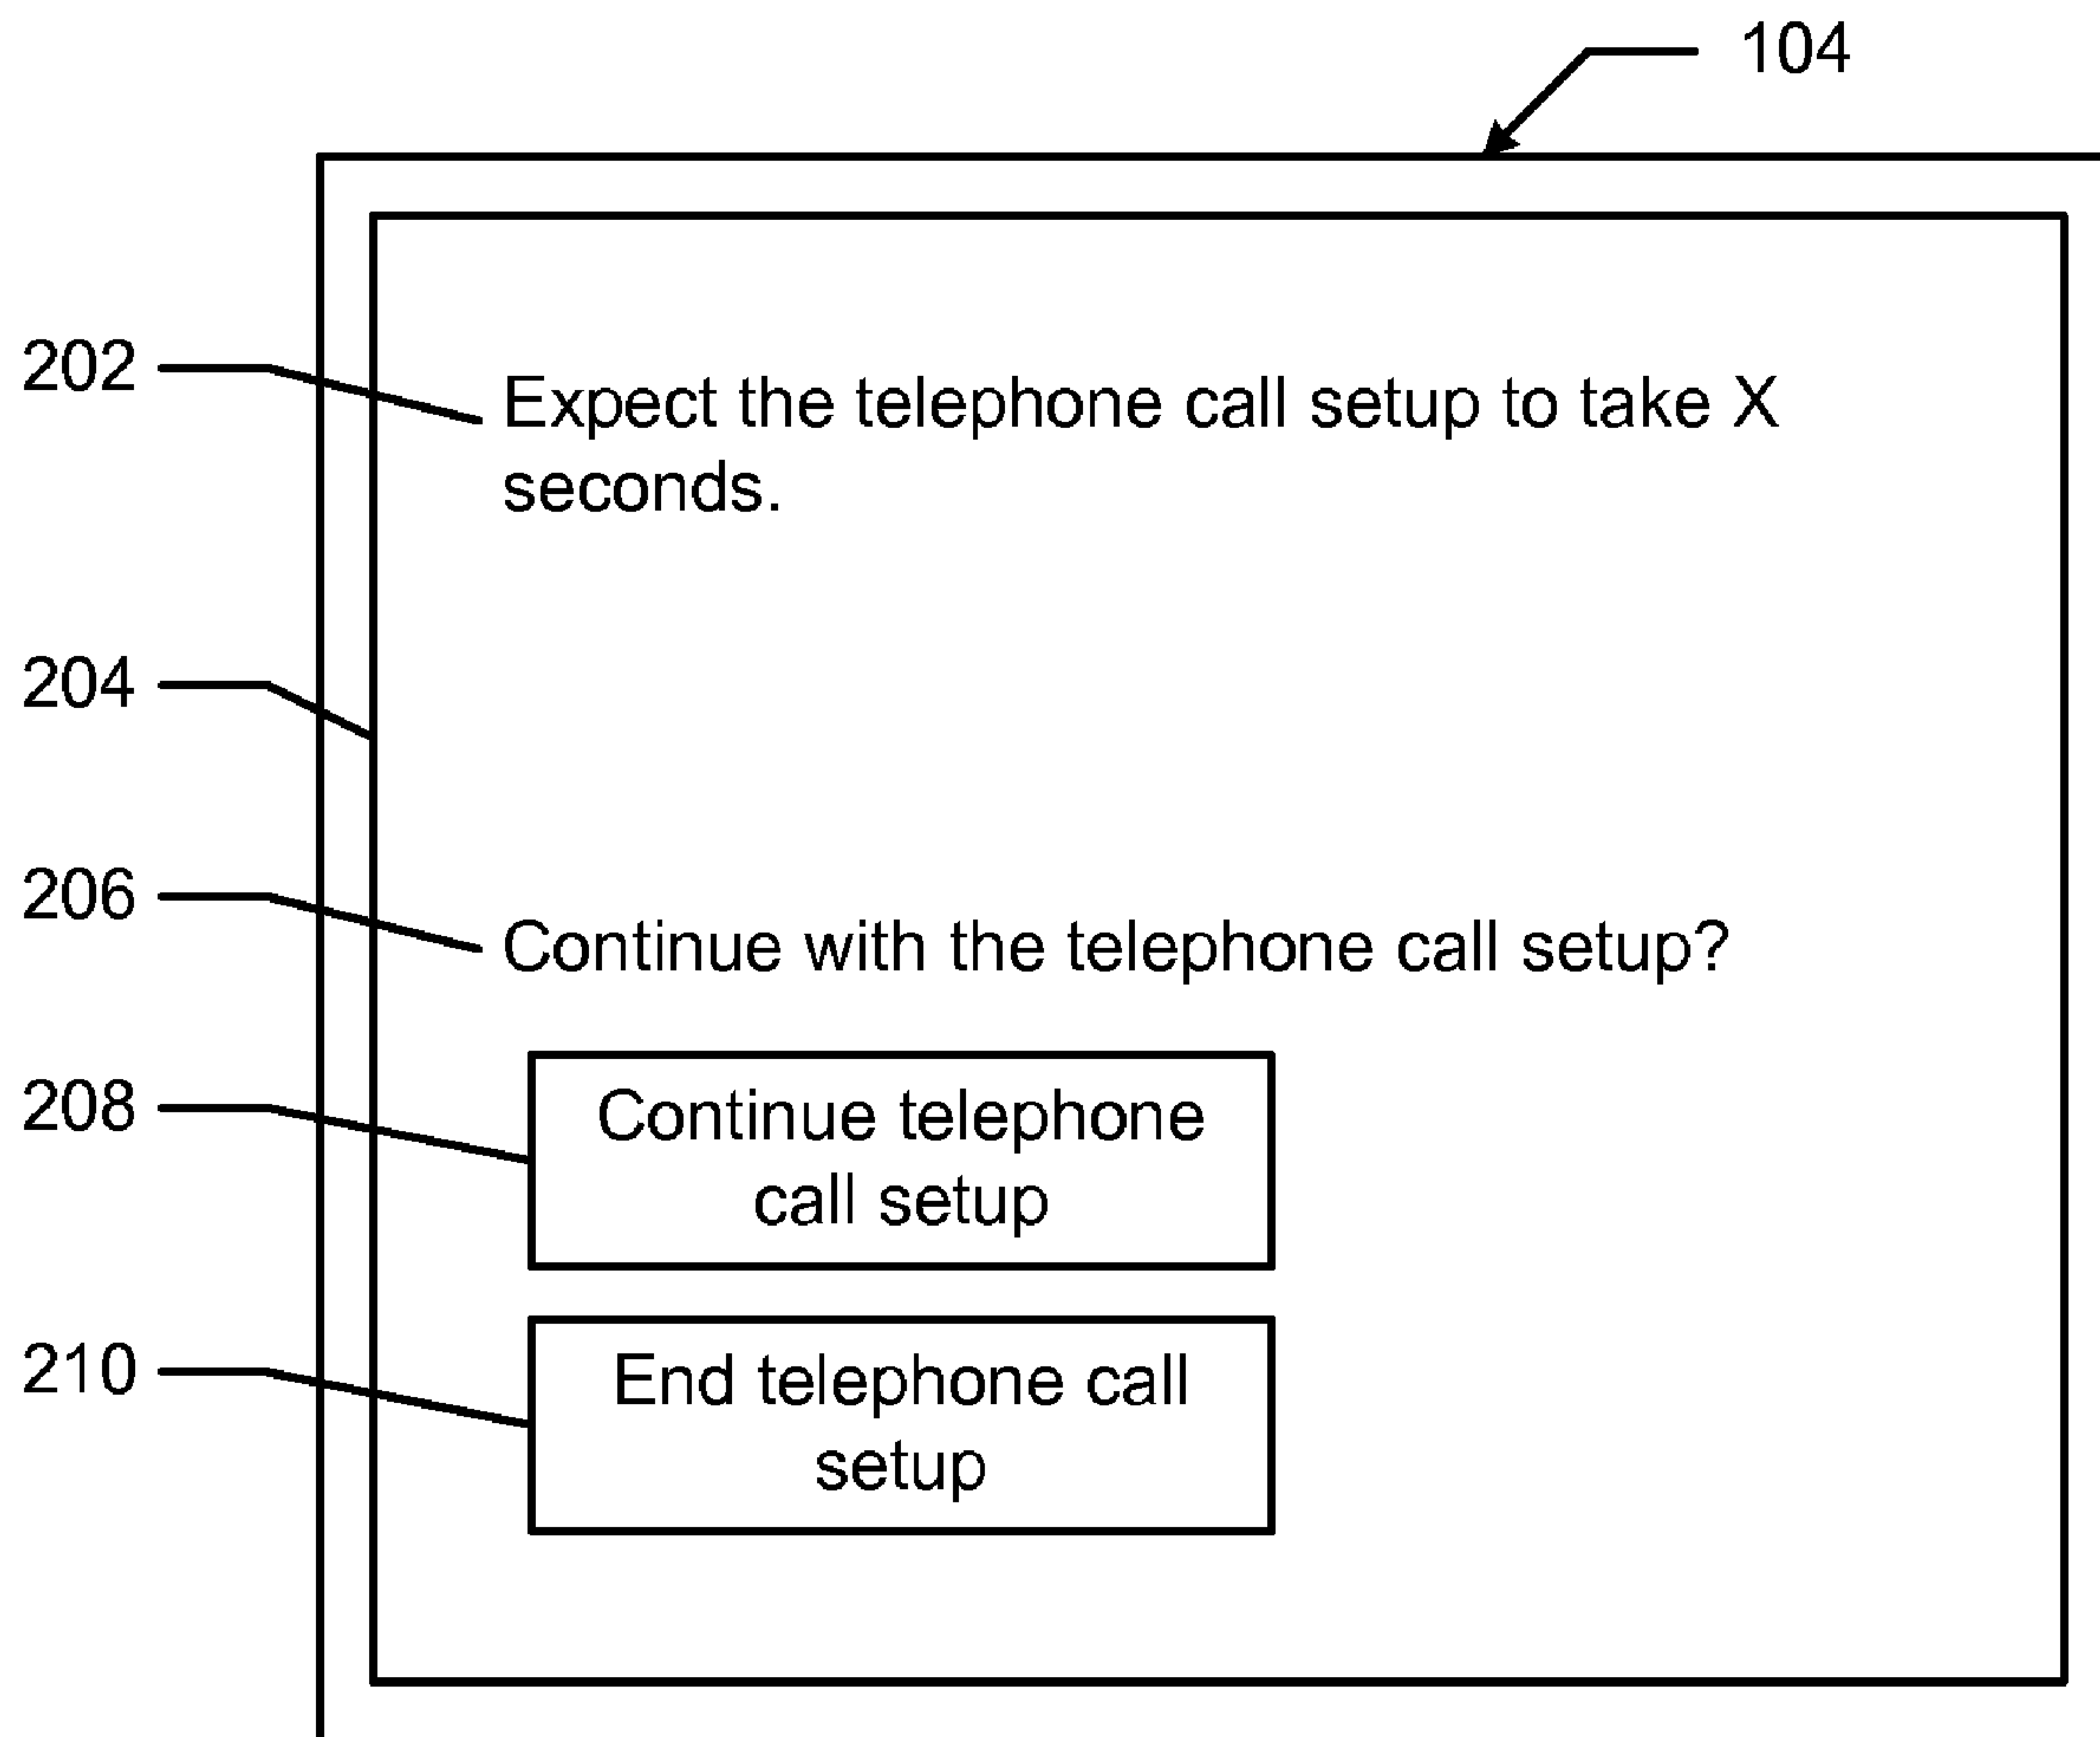 104
202
Expect the telephone call setup to take X
seconds.
204
206
Continue with the telephone call setup?
208
Continue telephone
call setup
210
End telephone call
setup